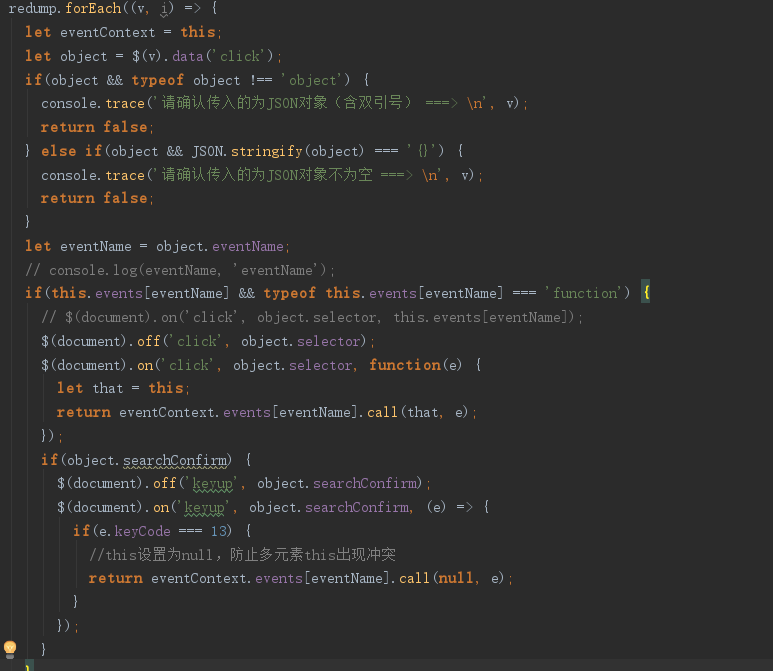 redump.forEach((v, i) => {
let eventContext = this;
let object = $(v).data('click');
if(object && typeof object !== 'object') {
console.trace('请确认传入的为JSON对象（含双引号） ===> \n', v);
return false;
} else if(object && JSON.stringify(object) === '{}') {
console.trace('请确认传入的为JSON对象不为空 ===> \n', v);
return false;
}
let eventName = object.eventName;
// console.log(eventName, 'eventName');
if(this.events[eventName] && typeof this.events[eventName] === 'function') {
// $(document).on('click', object.selector, this.events[eventName]);
$(document).off('click', object.selector);
$(document).on('click', object.selector, function(e) {
let that = this;
return eventContext.events[eventName].call(that, e);
});
if(object.searchConfirm) {
$(document).off('keyup', object.searchConfirm);
$(document).on('keyup', object.searchConfirm, (e) => {
if(e.keyCode === 13) {
//this设置为null，防止多元素this出现冲突
return eventContext.events[eventName].call(null, e);
}
});
}
}